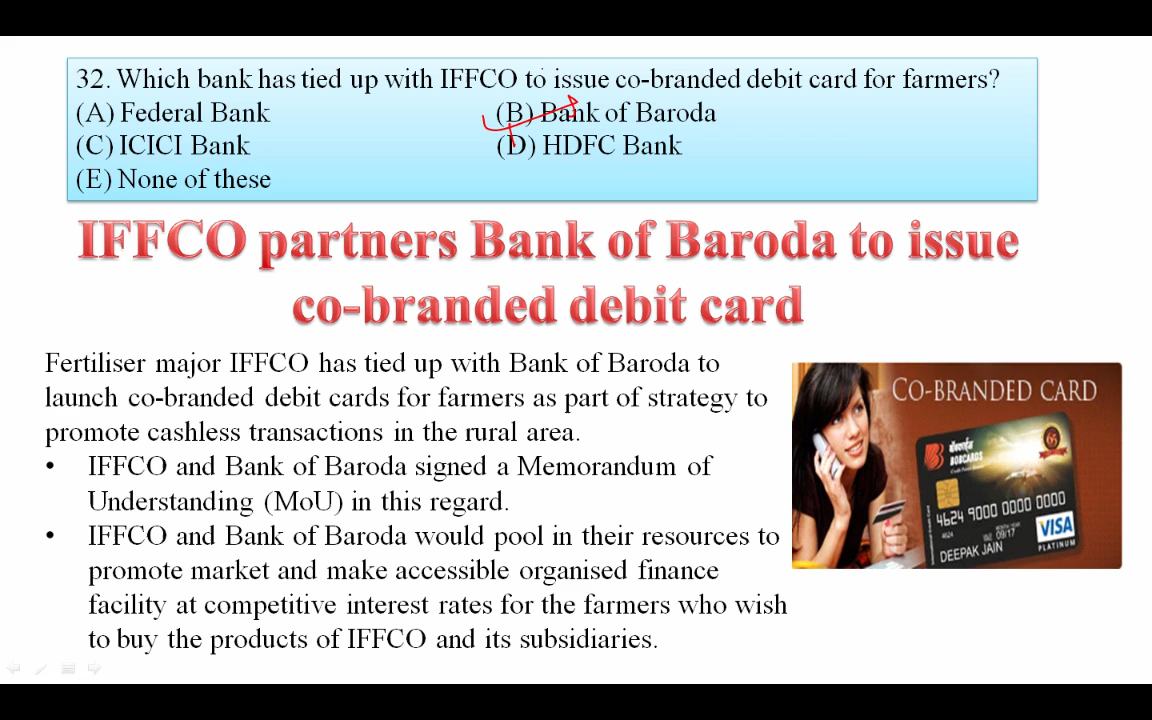 32. Which bank has tied up with IFFCO to issue co-branded debit card for farmers?
(A) Federal Bank (B) Bank of Baroda
(C) ICICI Bank (D) HDFC Bank
(E) None of these
IFFCO partners Bank of Baroda to issue
co-branded debit card
Fertiliser major IFFCO has tied up with Bank of Baroda to
launch co-branded debit cards for farmers as part of strategy to
promote cashless transactions in the rural area.
• IFFCO and Bank of Baroda signed a Memorandum of
Understanding (MoU) in this regard.
• IFFCO and Bank of Baroda would pool in their resources to
promote market and make accessible organised finance
facility at competitive interest rates for the farmers who wish
to buy the products of IFFCO and its subsidiaries.
CO-BRANDED CARD
बॉबकार्ड्स
BOBCARDS
4624 9000 0000 0000
4624
09/17
VISA
DEEPAK JAIN
PLATINUM